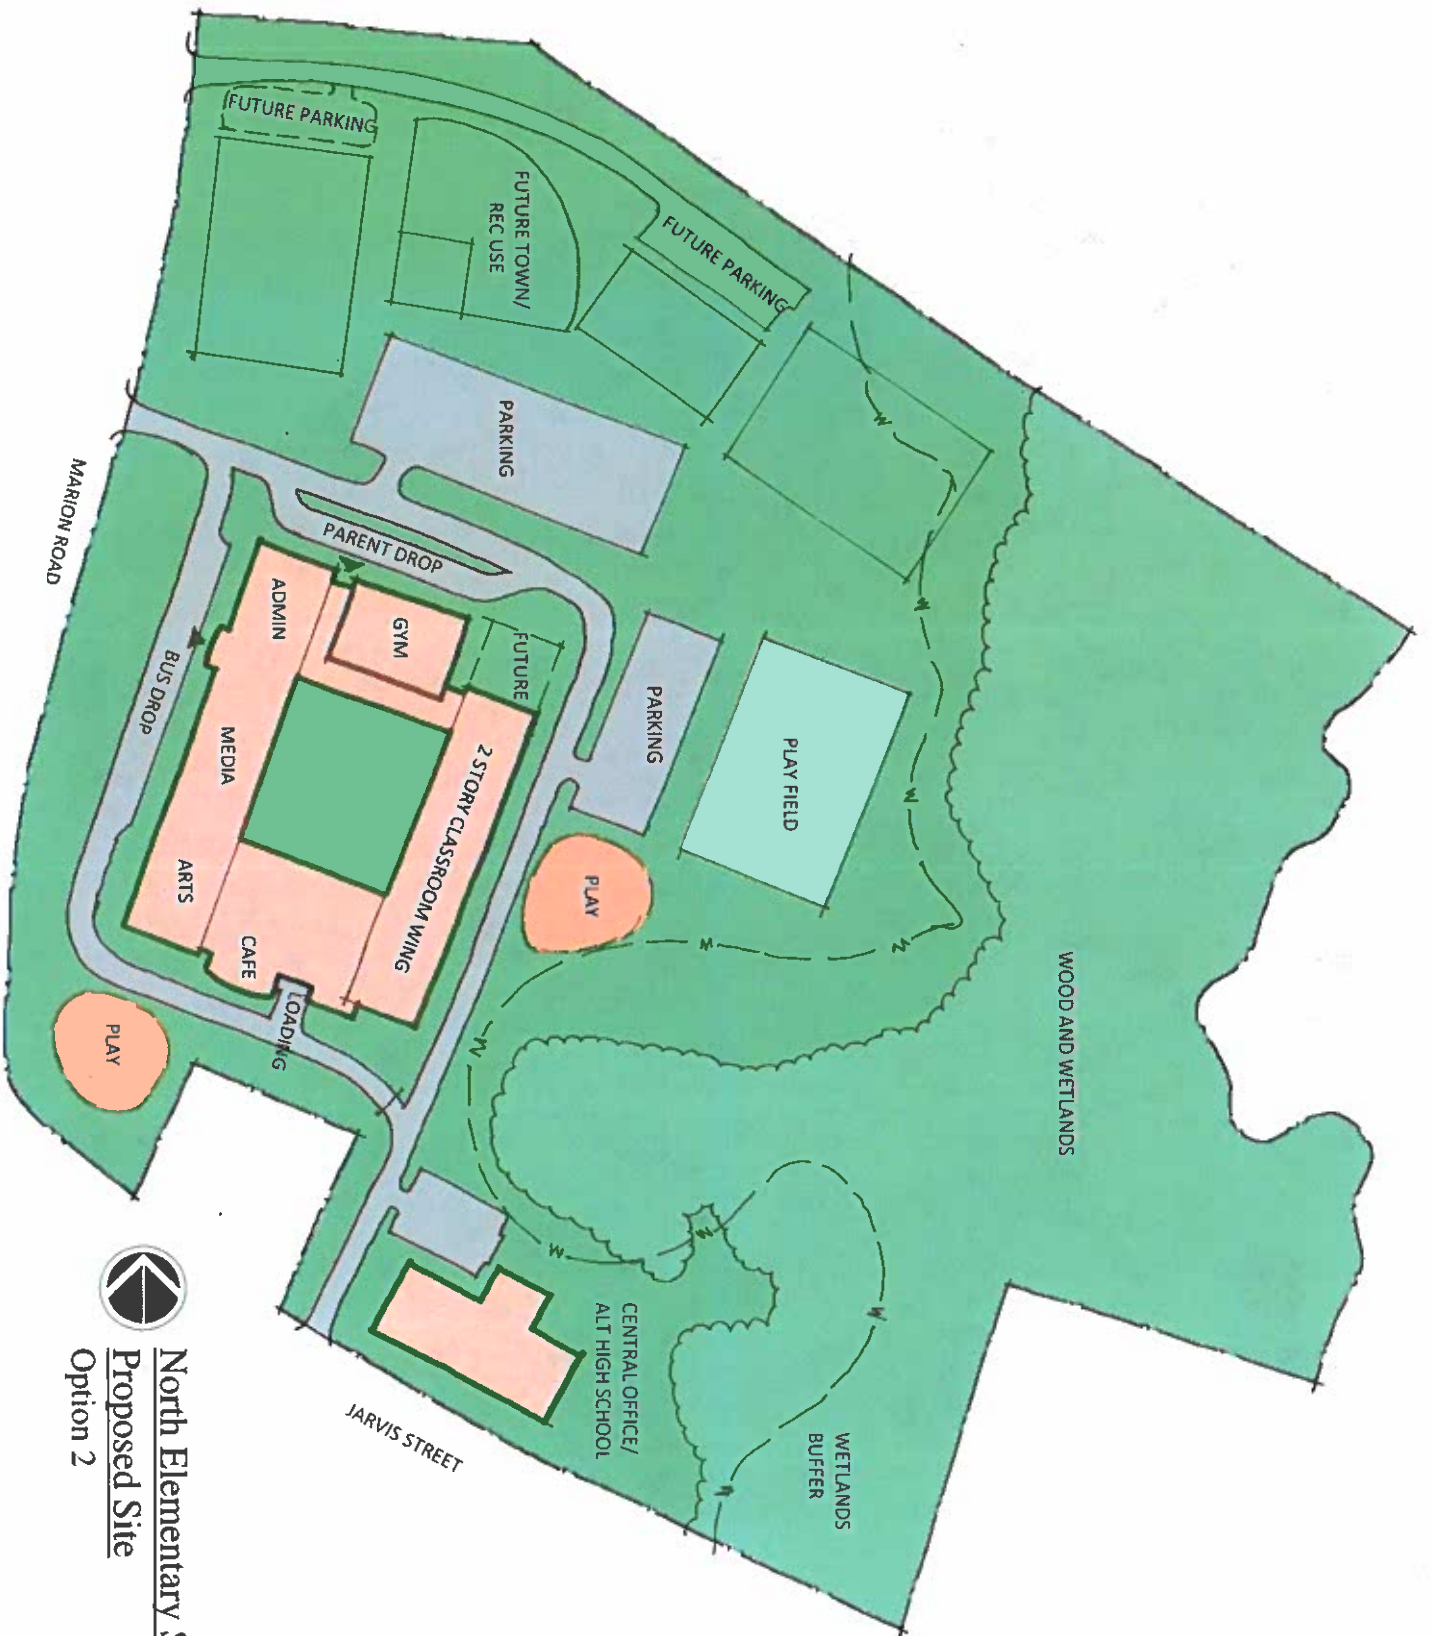 FUTURE PARKING
FUTURE TOWN/
REC USE
FUTURE PARKING
PARKING
MARION ROAD
PARENT DROP
ADMIN
GYM
FUTURE
BUS DROP
MEDIA
2 STORY CLASSROOM WING
PARKING
PLAY FIELD
ARTS
CAFE
LOADING
PLAY
PLAY
WOOD AND WETLANDS
W
W
W
W
W
W
W
W
W
W
W
CENTRAL OFFICE/
ALT HIGH SCHOOL
JARVIS STREET
WETLANDS
BUFFER
North Elementary
Proposed Site
Option 2